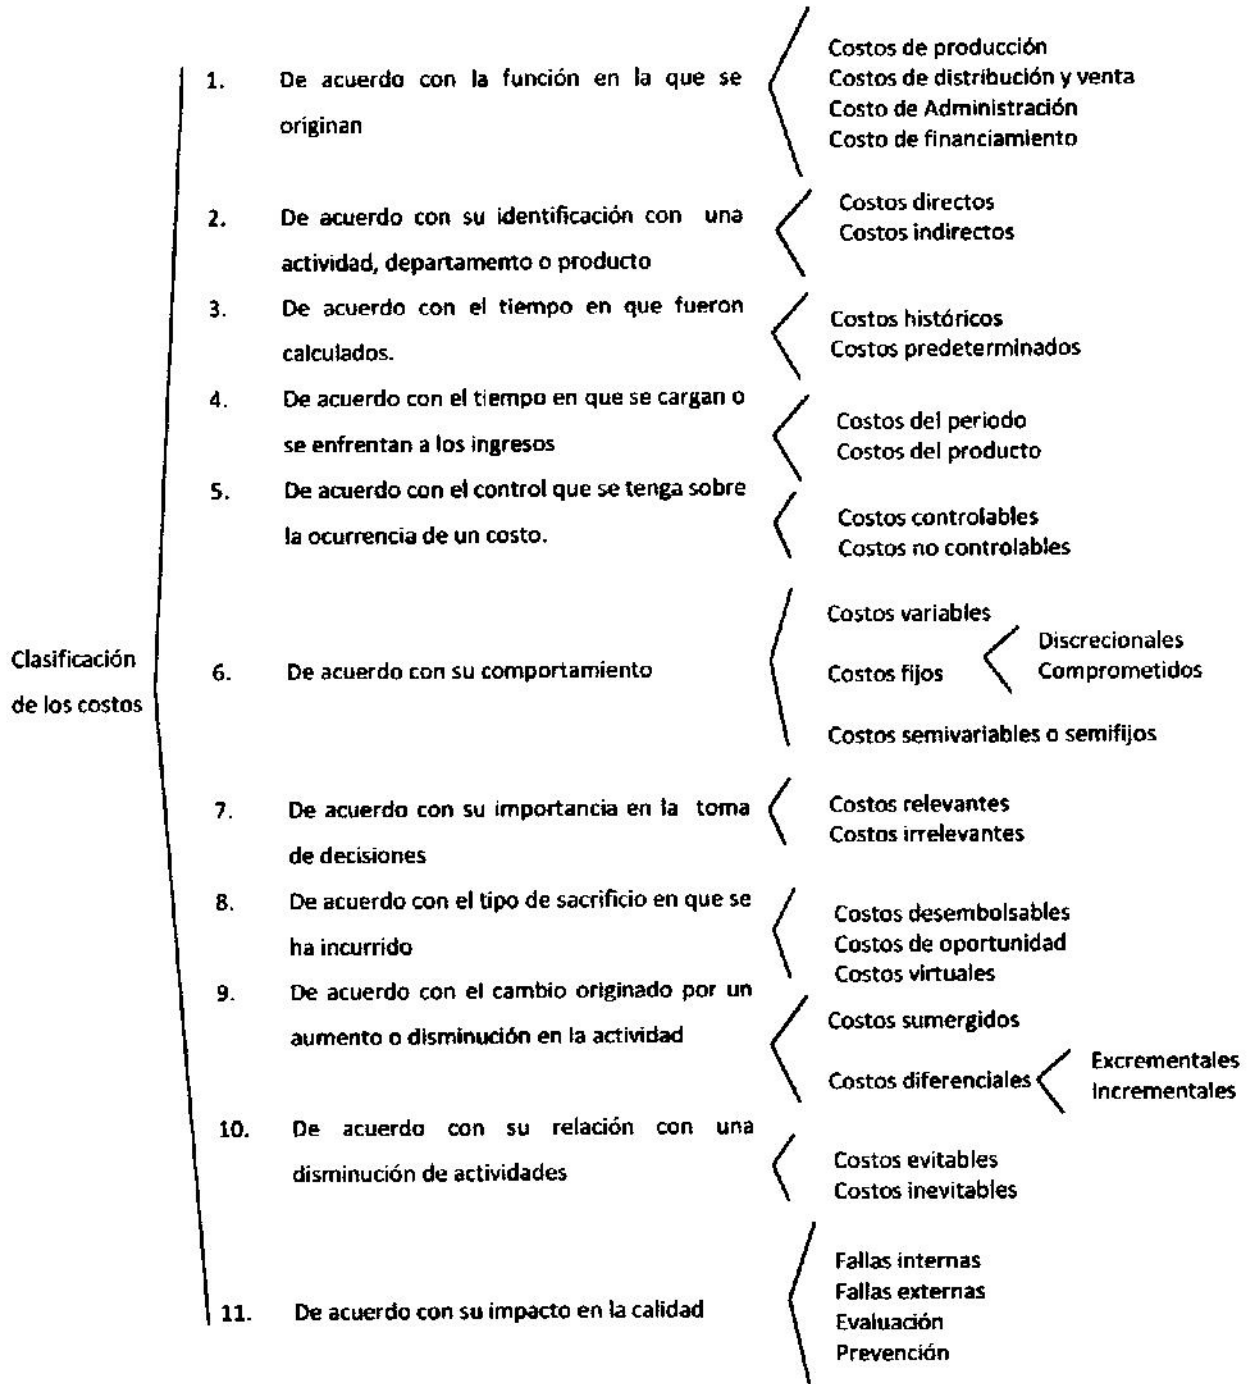 Clasificación
de los costos
1. De acuerdo con la función en la que se
originan
Costos de producción
Costos de distribución y venta
Costo de Administración
Costo de financiamiento
2. De acuerdo con su identificación con una
actividad, departamento o producto
Costos directos
Costos indirectos
3. De acuerdo con el tiempo en que fueron
calculados.
Costos históricos
Costos predeterminados
4. De acuerdo con el tiempo en que se cargan o
se enfrentan a los ingresos
Costos del periodo
Costos del producto
5. De acuerdo con el control que se tenga sobre
la ocurrencia de un costo.
Costos controlables
Costos no controlables
6. De acuerdo con su comportamiento
Costos variables
Costos fijos
Discrecionales
Comprometidos
Costos semivariables o semifijos
7. De acuerdo con su importancia en la toma
de decisiones
Costos relevantes
Costos irrelevantes
8. De acuerdo con el tipo de sacrificio en que se
ha incurrido
Costos desembolsables
Costos de oportunidad
Costos virtuales
9. De acuerdo con el cambio originado por un
aumento o disminución en la actividad
Costos sumergidos
Costos diferenciales
Excrementales
Incrementales
10. De acuerdo con su relación con una
disminución de actividades
Costos evitables
Costos inevitables
11. De acuerdo con su impacto en la calidad
Fallas internas
Fallas externas
Evaluación
Prevención